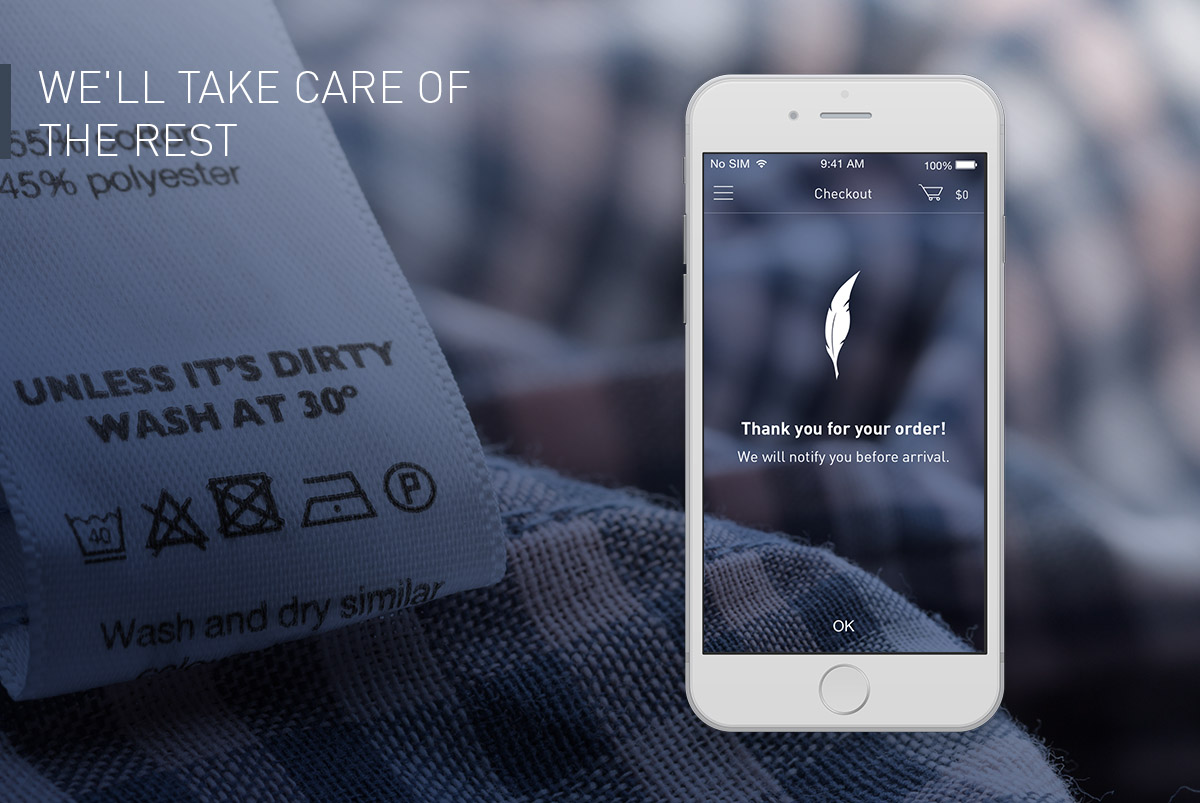 WE'LL TAKE CARE OF
THE REST
45% polyester
UNLESS IT'S DIRTY
WASH AT 30°
40
P
Wash and dry similar
No SIM
9:41 AM
100%
Checkout
$0
Thank you for your order!
We will notify you before arrival.
OK